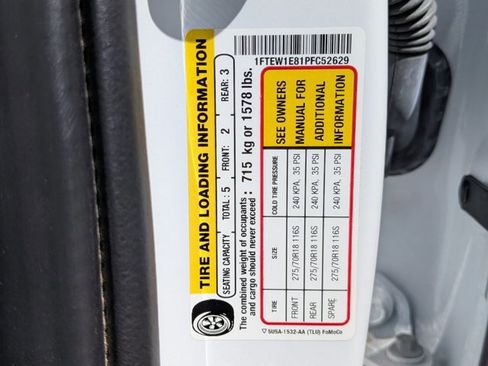 1FTEW1E81PFC52629
TIRE AND LOADING INFORMATION
SEATING CAPACITY TOTAL: 5 FRONT: 2 REAR: 3
The combined weight of occupants
and cargo should never exceed : 715 kg or 1578 lbs.
TIRE SIZE COLD TIRE PRESSURE
FRONT 275/70R18 116S 240 KPA, 35 PSI
REAR 275/70R18 116S 240 KPA, 35 PSI
SPARE 275/70R18 116S 240 KPA, 35 PSI
SEE OWNERS
MANUAL FOR
ADDITIONAL
INFORMATION
5U5A-1532-AA (TLU) FoMoCo